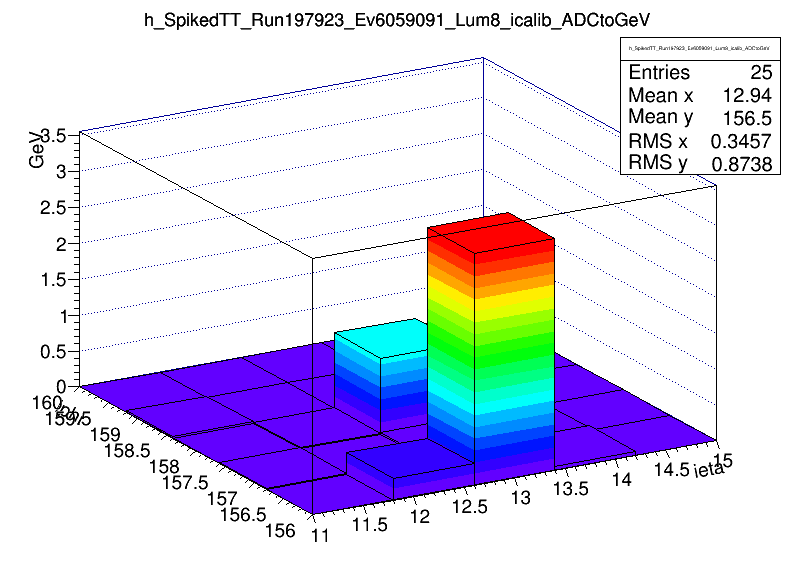 h_SpikedTT_Run197923_Ev6059091_Lum8_icalib_ADCtoGeV
h_SpikedTT_Run197923_Ev6059091_Lum8_icalib_ADCtoGeV
Entries 25
Mean x 12.94
Mean y 156.5
RMS x 0.3457
RMS y 0.8738
GeV
3.5
3
2.5
2
1.5
1
0.5
0
160
159.5
159
158.5
158
157.5
157
156.5
156
11
11.5
12
12.5
13
13.5
14
14.5
15
ieta